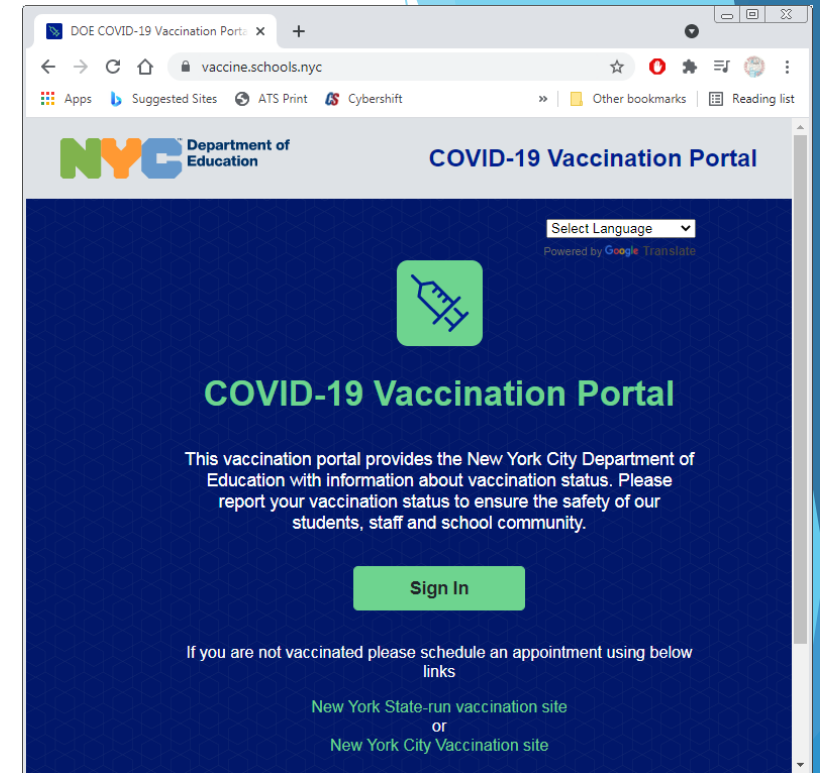 DOE COVID-19 Vaccination Porta
vaccine.schools.nyc
Apps Suggested Sites ATS Print CS Cybershift » Other bookmarks Reading list
NYC Department of
Education
COVID-19 Vaccination Portal
Select Language
Powered by Google Translate
COVID-19 Vaccination Portal
This vaccination portal provides the New York City Department of
Education with information about vaccination status. Please
report your vaccination status to ensure the safety of our
students, staff and school community.
Sign In
If you are not vaccinated please schedule an appointment using below
links
New York State-run vaccination site
or
New York City Vaccination site